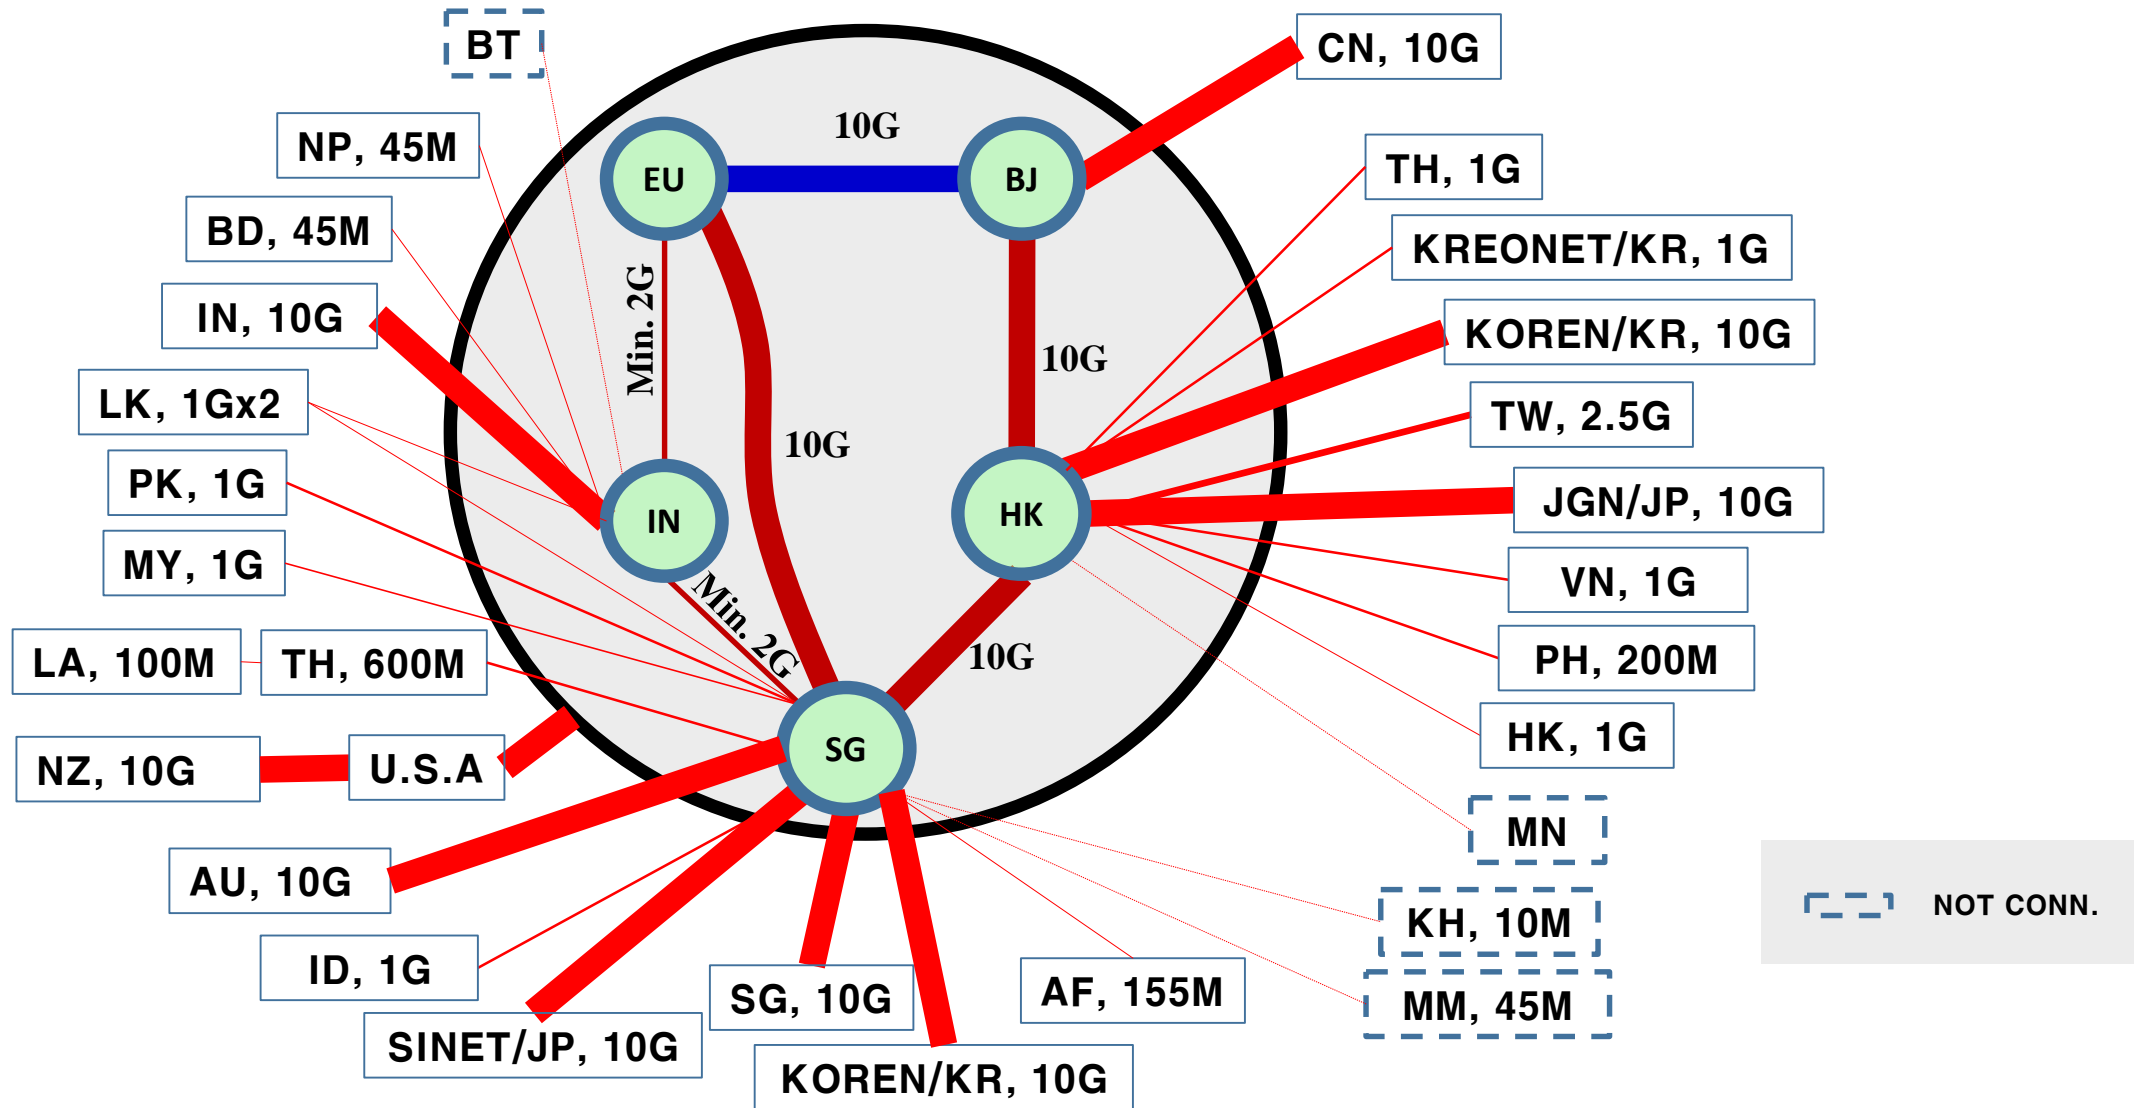 BT
CN, 10G
10G
NP, 45M
TH, 1G
EU
BJ
BD, 45M
KREONET/KR, 1G
IN, 10G
Min. 2G
10G
KOREN/KR, 10G
LK, 1Gx2
TW, 2.5G
10G
PK, 1G
JGN/JP, 10G
IN
HK
MY, 1G
VN, 1G
Min. 2G
10G
LA, 100M
TH, 600M
PH, 200M
HK, 1G
SG
NZ, 10G
U.S.A
MN
AU, 10G
KH, 10M
NOT CONN.
ID, 1G
SG, 10G
AF, 155M
MM, 45M
SINET/JP, 10G
KOREN/KR, 10G